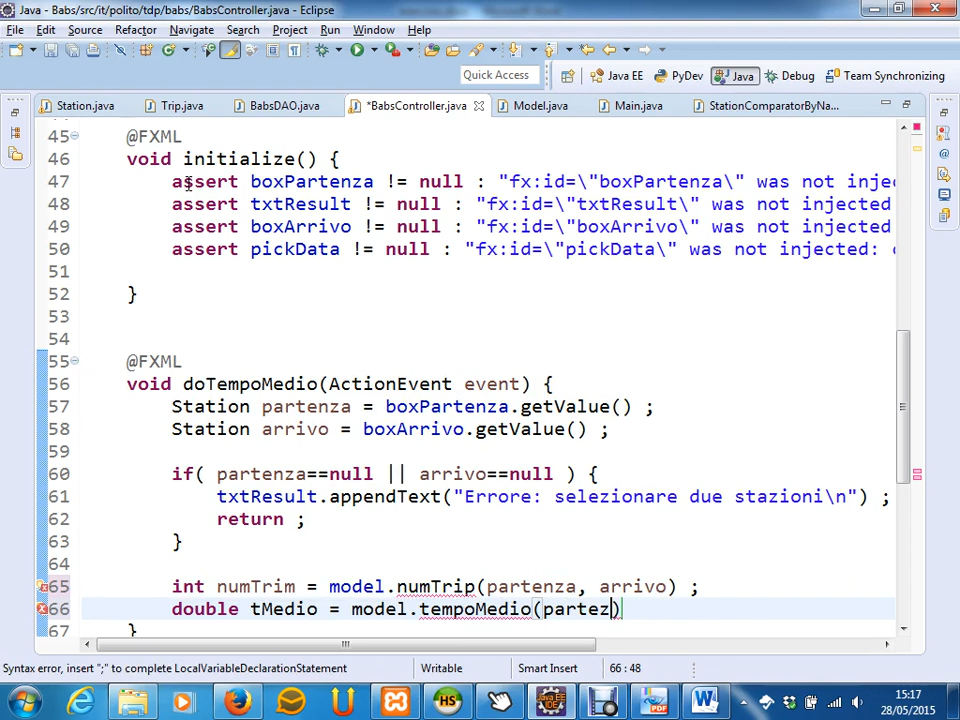 Java - Babs/src/it/polito/tdp/babs/BabsController.java - Eclipse
File Edit Source Refactor Navigate Search Project Run Window Help
Quick Access Java EE PyDev Java Debug Team Synchronizing
Station.java Trip.java BabsDAO.java *BabsController.java Model.java Main.java StationComparatorByNa...
45 @FXML
46 void initialize() {
47 assert boxPartenza != null : "fx:id=\"boxPartenza\" was not injec
48 assert txtResult != null : "fx:id=\"txtResult\" was not injected
49 assert boxArrivo != null : "fx:id=\"boxArrivo\" was not injected
50 assert pickData != null : "fx:id=\"pickData\" was not injected: c
51
52 }
53
54
55 @FXML
56 void doTempoMedio(ActionEvent event) {
57 Station partenza = boxPartenza.getValue() ;
58 Station arrivo = boxArrivo.getValue() ;
59
60 if( partenza==null || arrivo==null ) {
61 txtResult.appendText("Errore: selezionare due stazioni\n") ;
62 return ;
63 }
64
65 int numTrim = model.numTrip(partenza, arrivo) ;
66 double tMedio = model.tempoMedio(partez)
67 }
Syntax error, insert ";" to complete LocalVariableDeclarationStatement Writable Smart Insert 66 : 48
15:17
28/05/2015